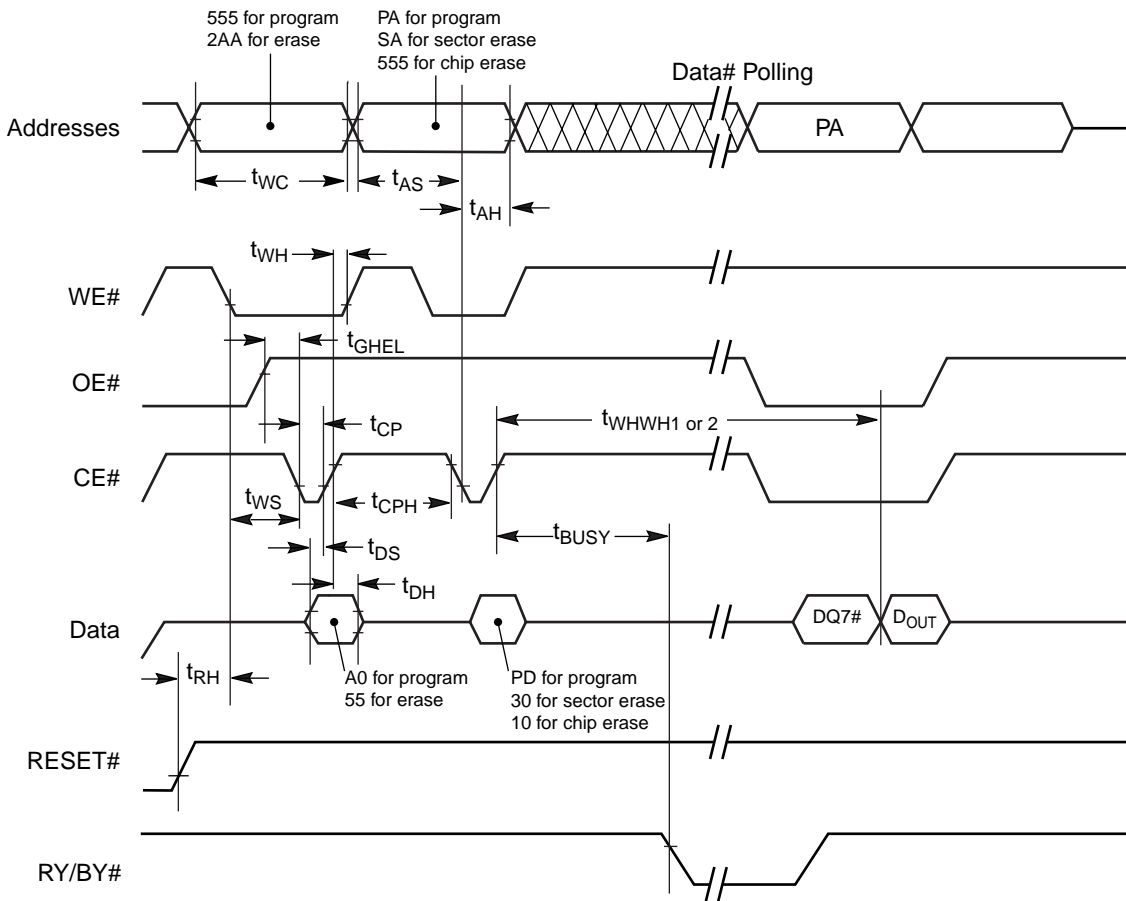 555 for program
2AA for erase
PA for program
SA for sector erase
555 for chip erase
Data# Polling
Addresses
PA
tWC
tAS
tAH
tWH
WE#
tGHEL
OE#
tWHWH1 or 2
tCP
CE#
tWS
tCPH
tBUSY
tDS
tDH
Data
DQ7#
DOUT
tRH
A0 for program
55 for erase
PD for program
30 for sector erase
10 for chip erase
RESET#
RY/BY#